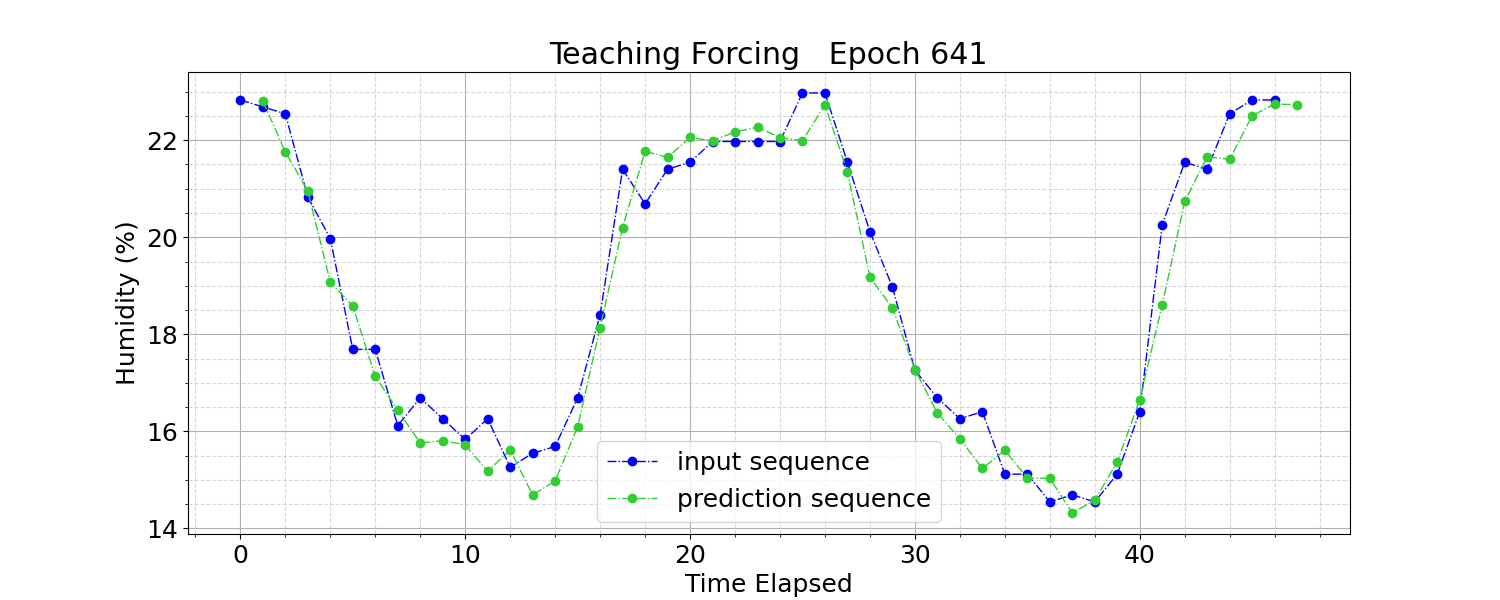 Teaching Forcing   Epoch 641
Humidity (%)
22
20
18
16
14
input sequence
prediction sequence
0 10 20 30 40
Time Elapsed